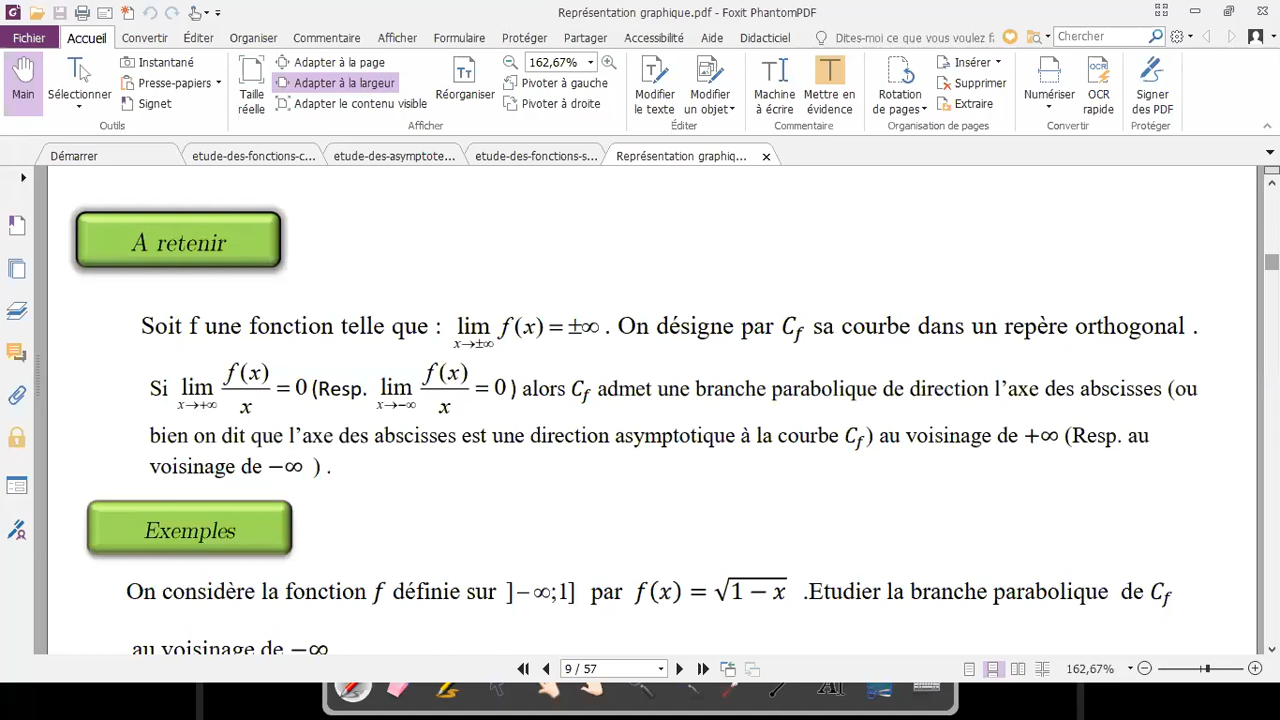 Représentation graphique.pdf - Foxit PhantomPDF
Fichier Accueil Convertir Éditer Organiser Commentaire Afficher Formulaire Protéger Partager Accessibilité Aide Didacticiel Dites-moi ce que vous voulez f Chercher
Main
Sélectionner
Instantané
Presse-papiers
Signet
Outils
Taille réelle
Adapter à la page
Adapter à la largeur
Adapter le contenu visible
Réorganiser
162,67%
Pivoter à gauche
Pivoter à droite
Afficher
Modifier le texte
Modifier un objet
Éditer
Machine à écrire
Mettre en évidence
Commentaire
Rotation de pages
Insérer
Supprimer
Extraire
Organisation de pages
Numériser
OCR rapide
Convertir
Signer des PDF
Protéger
Démarrer etude-des-fonctions-c... etude-des-asymptote... etude-des-fonctions-s... Représentation graphiq...
A retenir
Soit f une fonction telle que : lim x→±∞ f(x) = ±∞ . On désigne par C_f sa courbe dans un repère orthogonal .
Si lim x→+∞ f(x)/x = 0 (Resp. lim x→−∞ f(x)/x = 0 ) alors C_f admet une branche parabolique de direction l'axe des abscisses (ou
bien on dit que l'axe des abscisses est une direction asymptotique à la courbe C_f) au voisinage de +∞ (Resp. au
voisinage de −∞ ) .
Exemples
On considère la fonction f définie sur ]−∞;1] par f(x) = √(1 − x) .Etudier la branche parabolique de C_f
au voisinage de −∞
9 / 57
162,67%